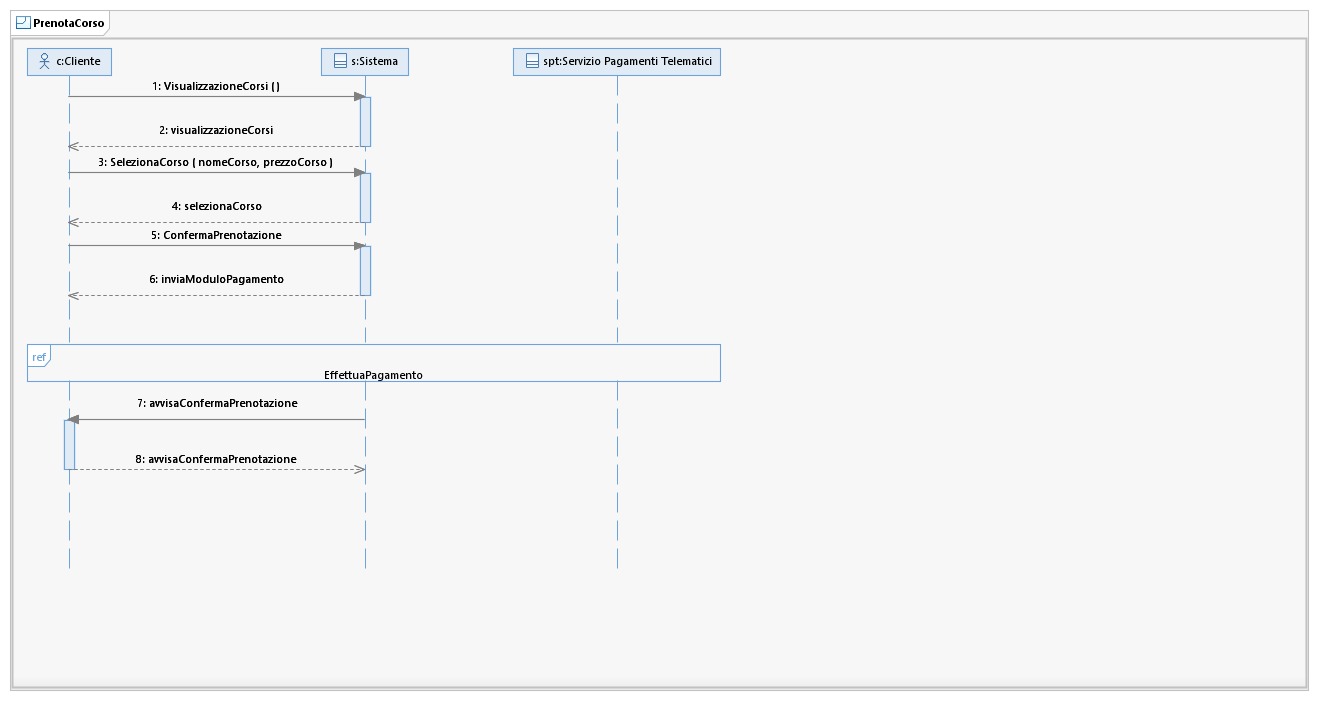 PrenotaCorso
c:Cliente
s:Sistema
spt:Servizio Pagamenti Telematici
1: VisualizzazioneCorsi ( )
2: visualizzazioneCorsi
3: SelezionaCorso ( nomeCorso, prezzoCorso )
4: selezionaCorso
5: ConfermaPrenotazione
6: inviaModuloPagamento
ref
EffettuaPagamento
7: avvisaConfermaPrenotazione
8: avvisaConfermaPrenotazione